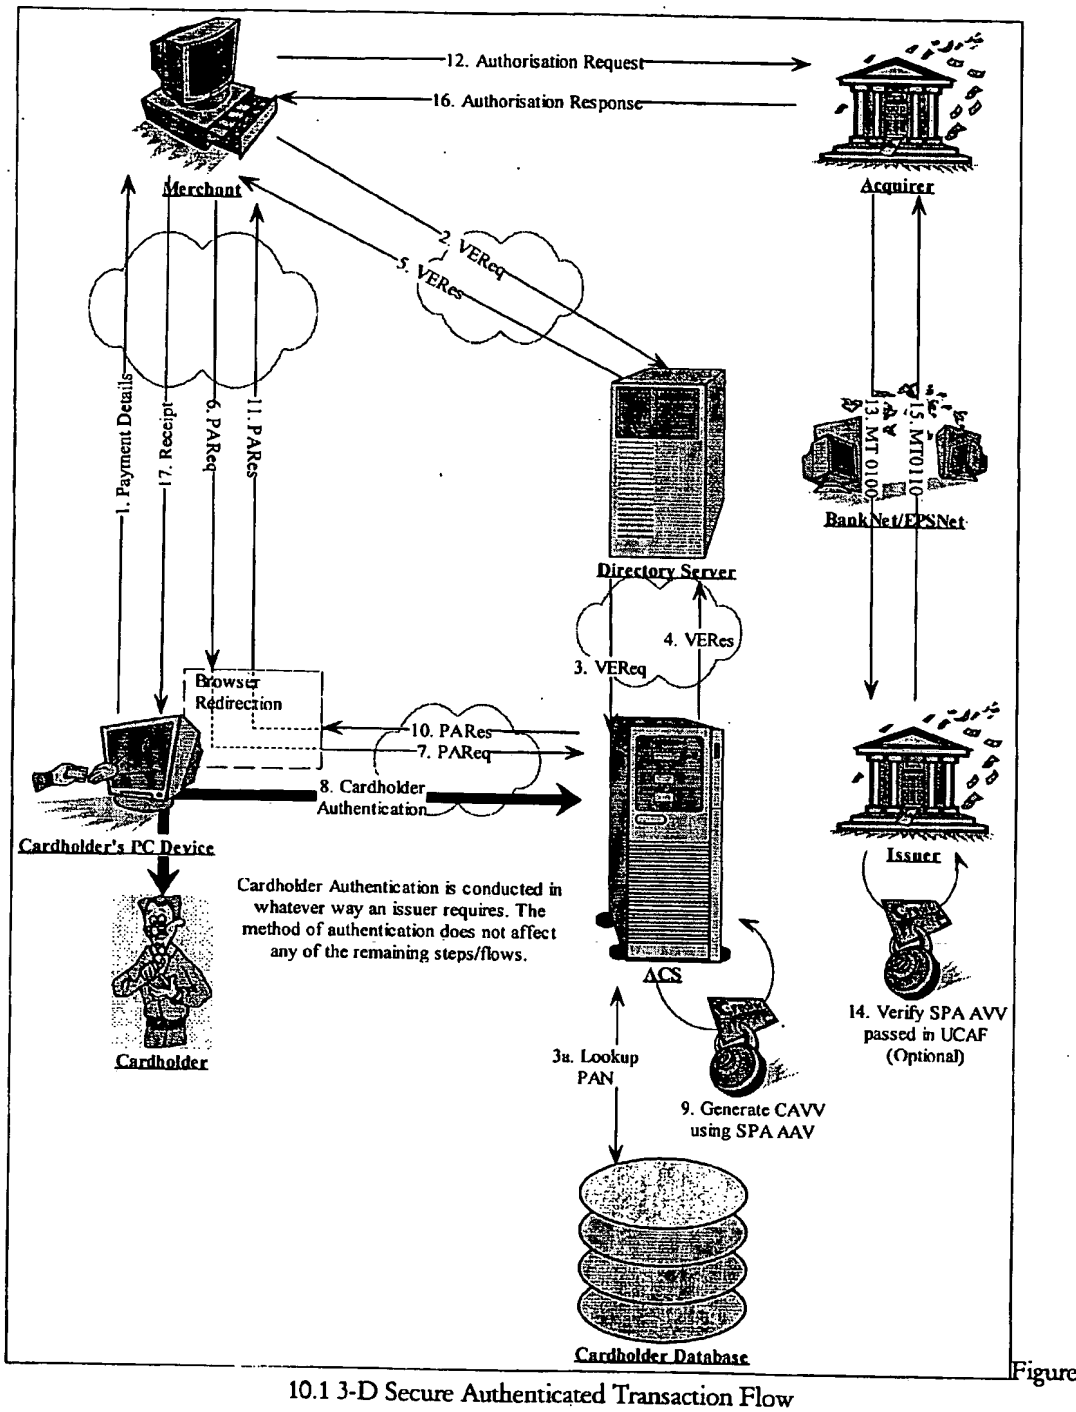 12. Authorisation Request
16. Authorisation Response
Merchant
Acquirer
2. VEReq
5. VERes
1. Payment Details
17. Receipt
6. PAReq
11. PARes
13. MT 0100
15. MT0110
BankNet/EPSNet
Directory Server
4. VERes
3. VEReq
Browser
Redirection
10. PARes
7. PAReq
8. Cardholder
Authentication
Cardholder's PC Device
Issuer
Cardholder Authentication is conducted in
whatever way an issuer requires. The
method of authentication does not affect
any of the remaining steps/flows.
ACS
14. Verify SPA AVV
passed in UCAF
(Optional)
Cardholder
3a. Lookup
PAN
9. Generate CAVV
using SPA AAV
Cardholder Database
Figure
10.1 3-D Secure Authenticated Transaction Flow